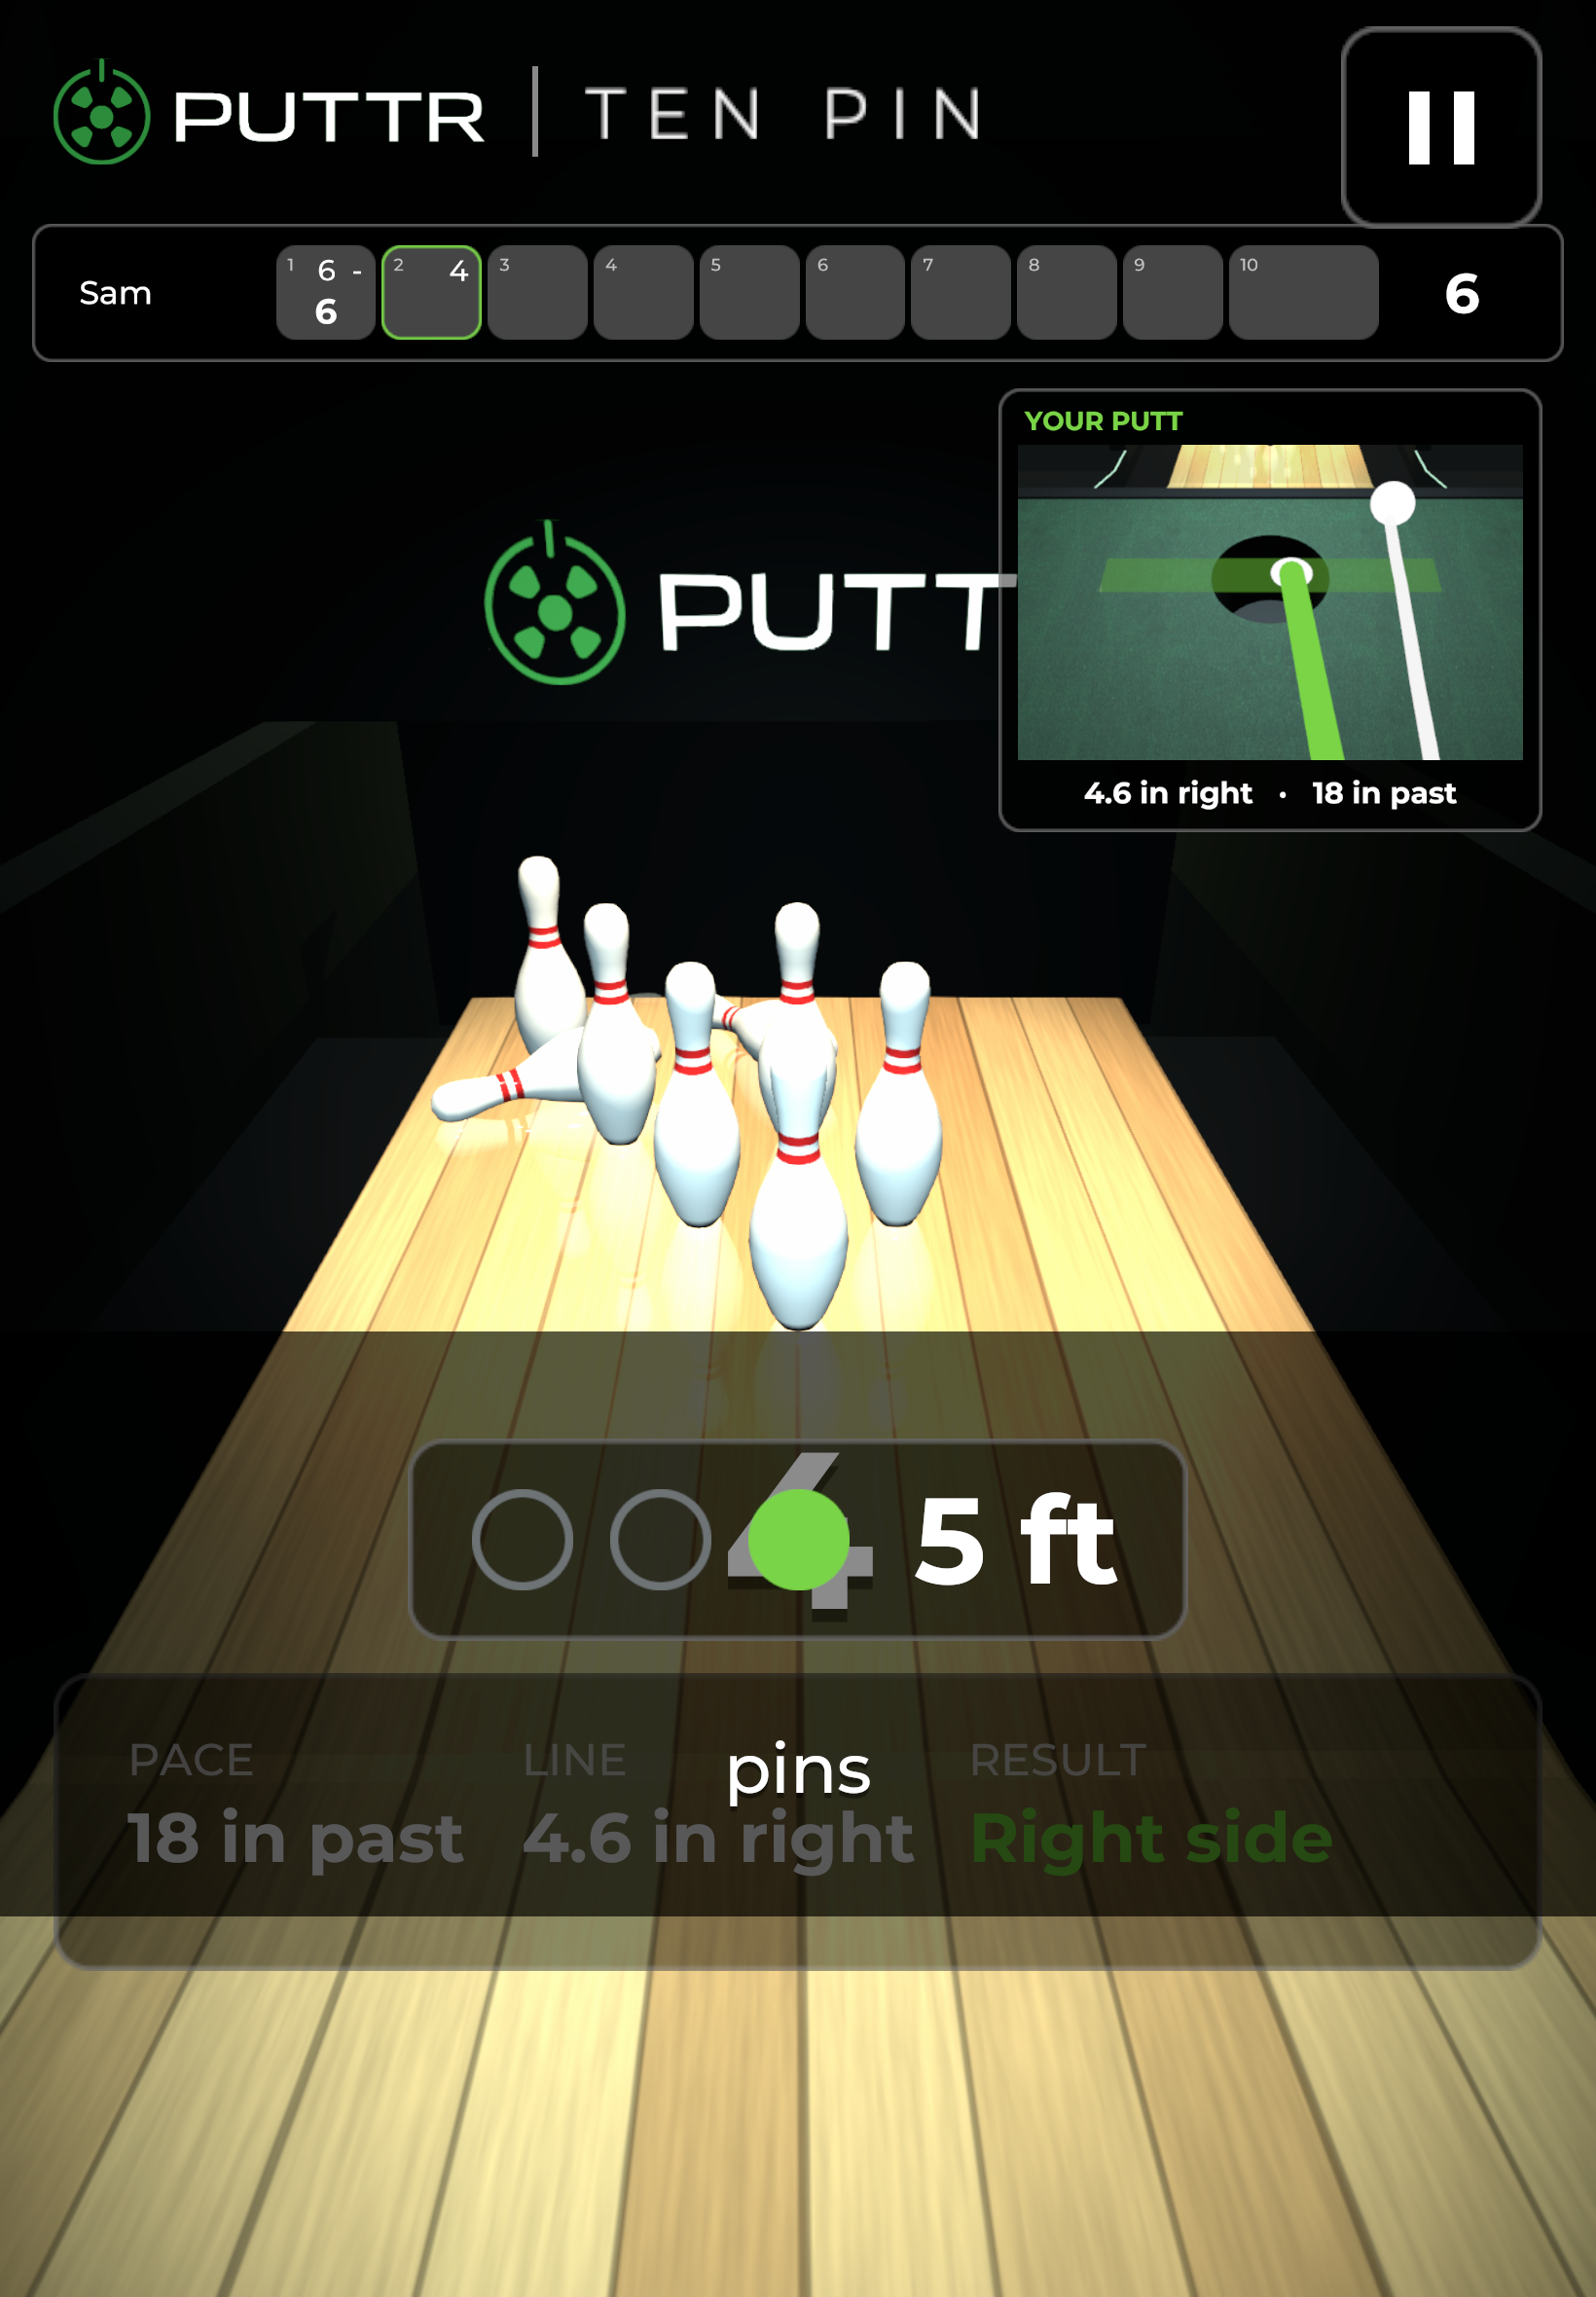 PUTTR | TEN PIN
Sam
1 6 - 2 4 3 4 5 6 7 8 9 10
6 6
YOUR PUTT
PUTT
4.6 in right · 18 in past
4 5 ft
pins
PACE LINE RESULT
18 in past 4.6 in right Right side